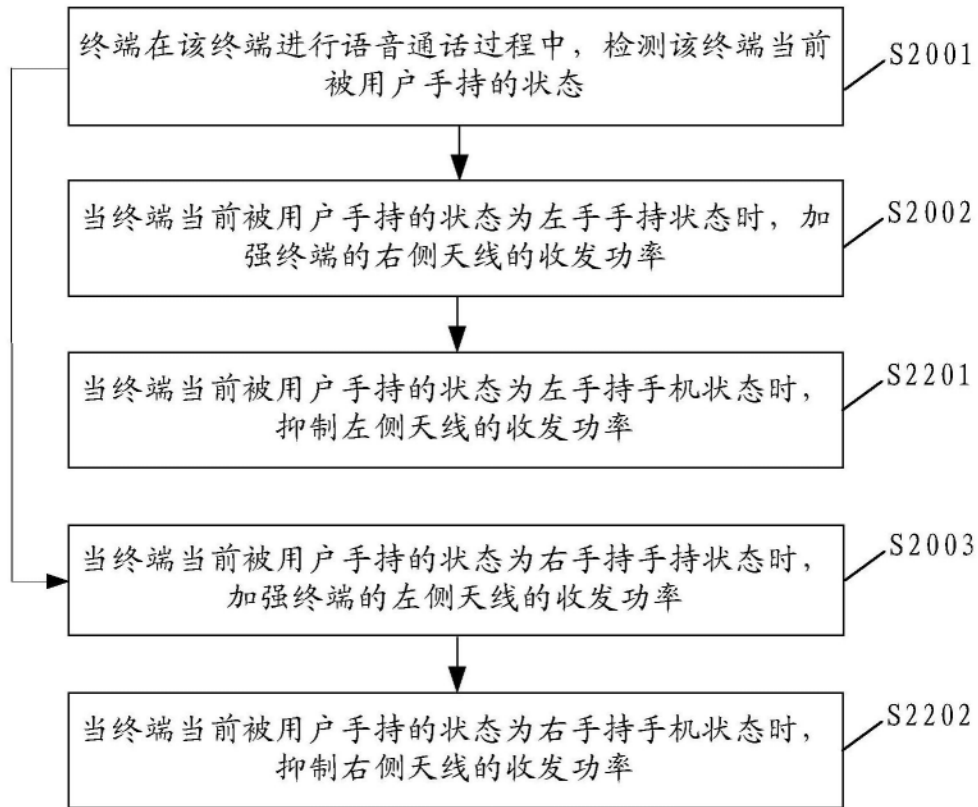 终端在该终端进行语音通话过程中，检测该终端当前
被用户手持的状态
S2001
当终端当前被用户手持的状态为左手手持状态时，加
强终端的右侧天线的收发功率
S2002
当终端当前被用户手持的状态为左手持手机状态时，
抑制左侧天线的收发功率
S2201
当终端当前被用户手持的状态为右手持手持状态时，
加强终端的左侧天线的收发功率
S2003
当终端当前被用户手持的状态为右手持手机状态时，
抑制右侧天线的收发功率
S2202